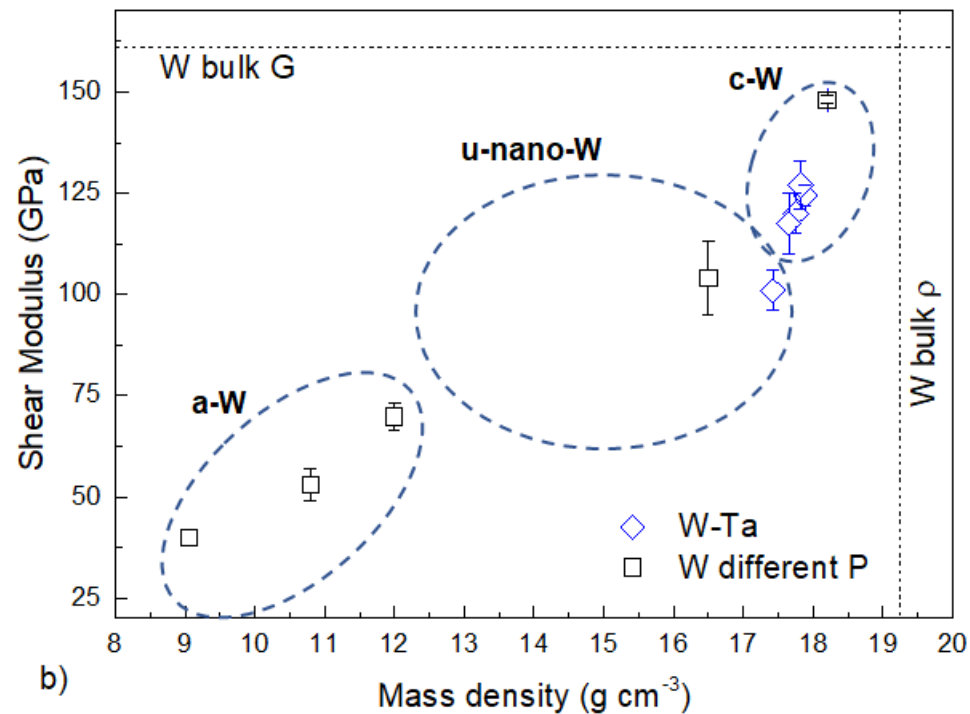 W bulk G
c-W
150
u-nano-W
125
100
75
a-W
50
25
Shear Modulus (GPa)
W bulk ρ
W-Ta
W different P
8 9 10 11 12 13 14 15 16 17 18 19 20
b)
Mass density (g cm⁻³)